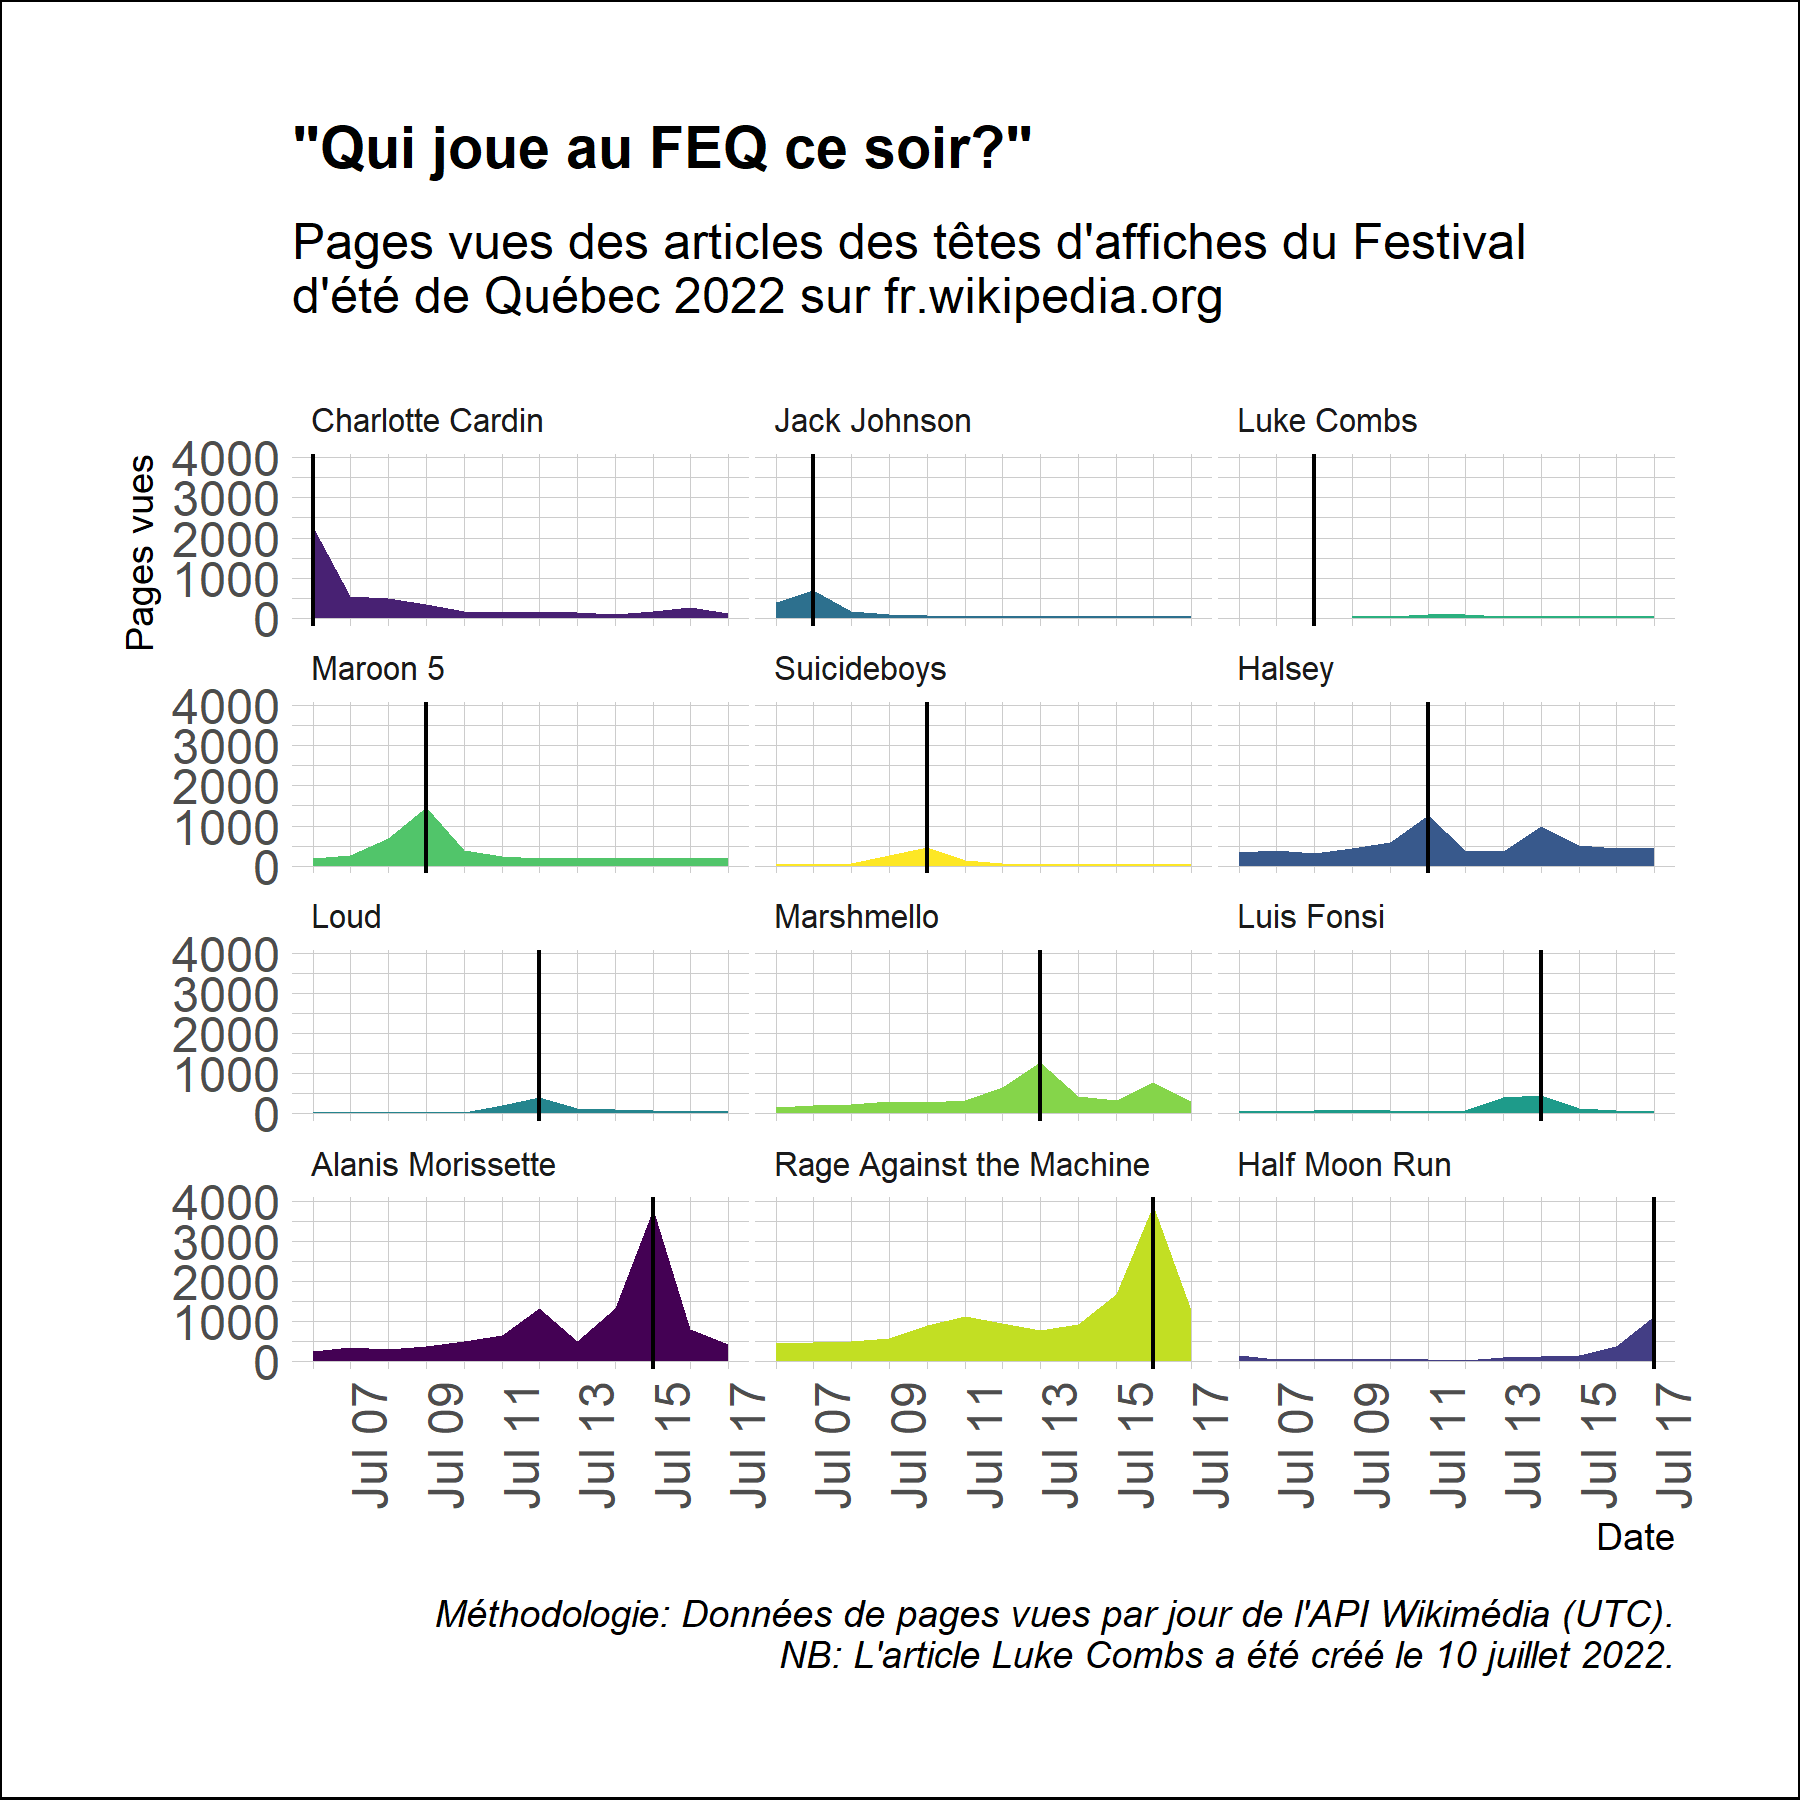 "Qui joue au FEQ ce soir?"
Pages vues des articles des têtes d'affiches du Festival
d'été de Québec 2022 sur fr.wikipedia.org
Pages vues
Charlotte Cardin
Jack Johnson
Luke Combs
4000
3000
2000
1000
0
Maroon 5
Suicideboys
Halsey
4000
3000
2000
1000
0
Loud
Marshmello
Luis Fonsi
4000
3000
2000
1000
0
Alanis Morissette
Rage Against the Machine
Half Moon Run
4000
3000
2000
1000
0
Jul 07
Jul 09
Jul 11
Jul 13
Jul 15
Jul 17
Jul 07
Jul 09
Jul 11
Jul 13
Jul 15
Jul 17
Jul 07
Jul 09
Jul 11
Jul 13
Jul 15
Jul 17
Date
Méthodologie: Données de pages vues par jour de l'API Wikimédia (UTC).
NB: L'article Luke Combs a été créé le 10 juillet 2022.